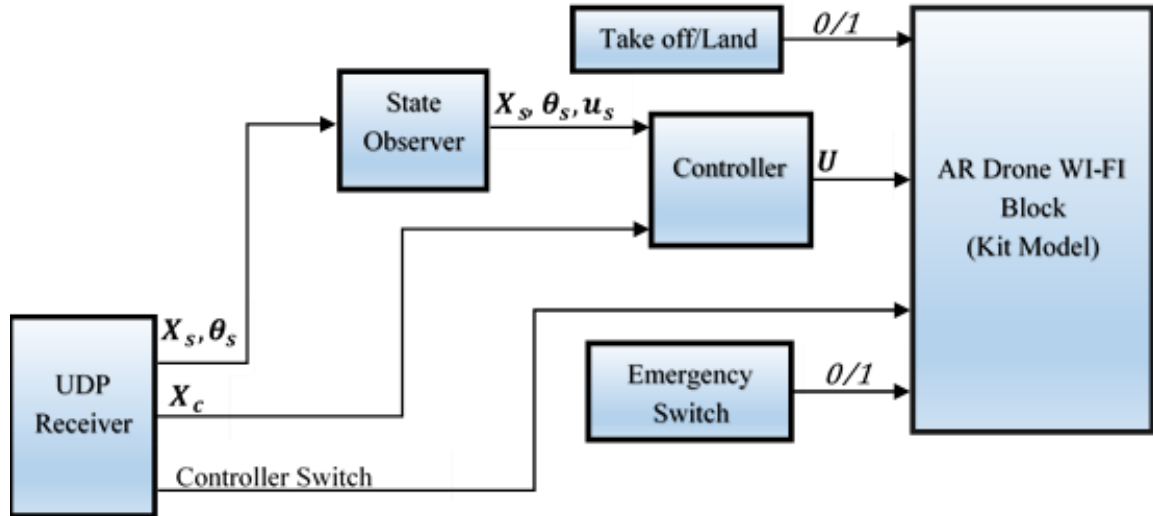 Take off/Land
0/1
State
Observer
X_s, θ_s, u_s
Controller
U
AR Drone WI-FI
Block
(Kit Model)
UDP
Receiver
X_s, θ_s
X_c
Controller Switch
Emergency
Switch
0/1